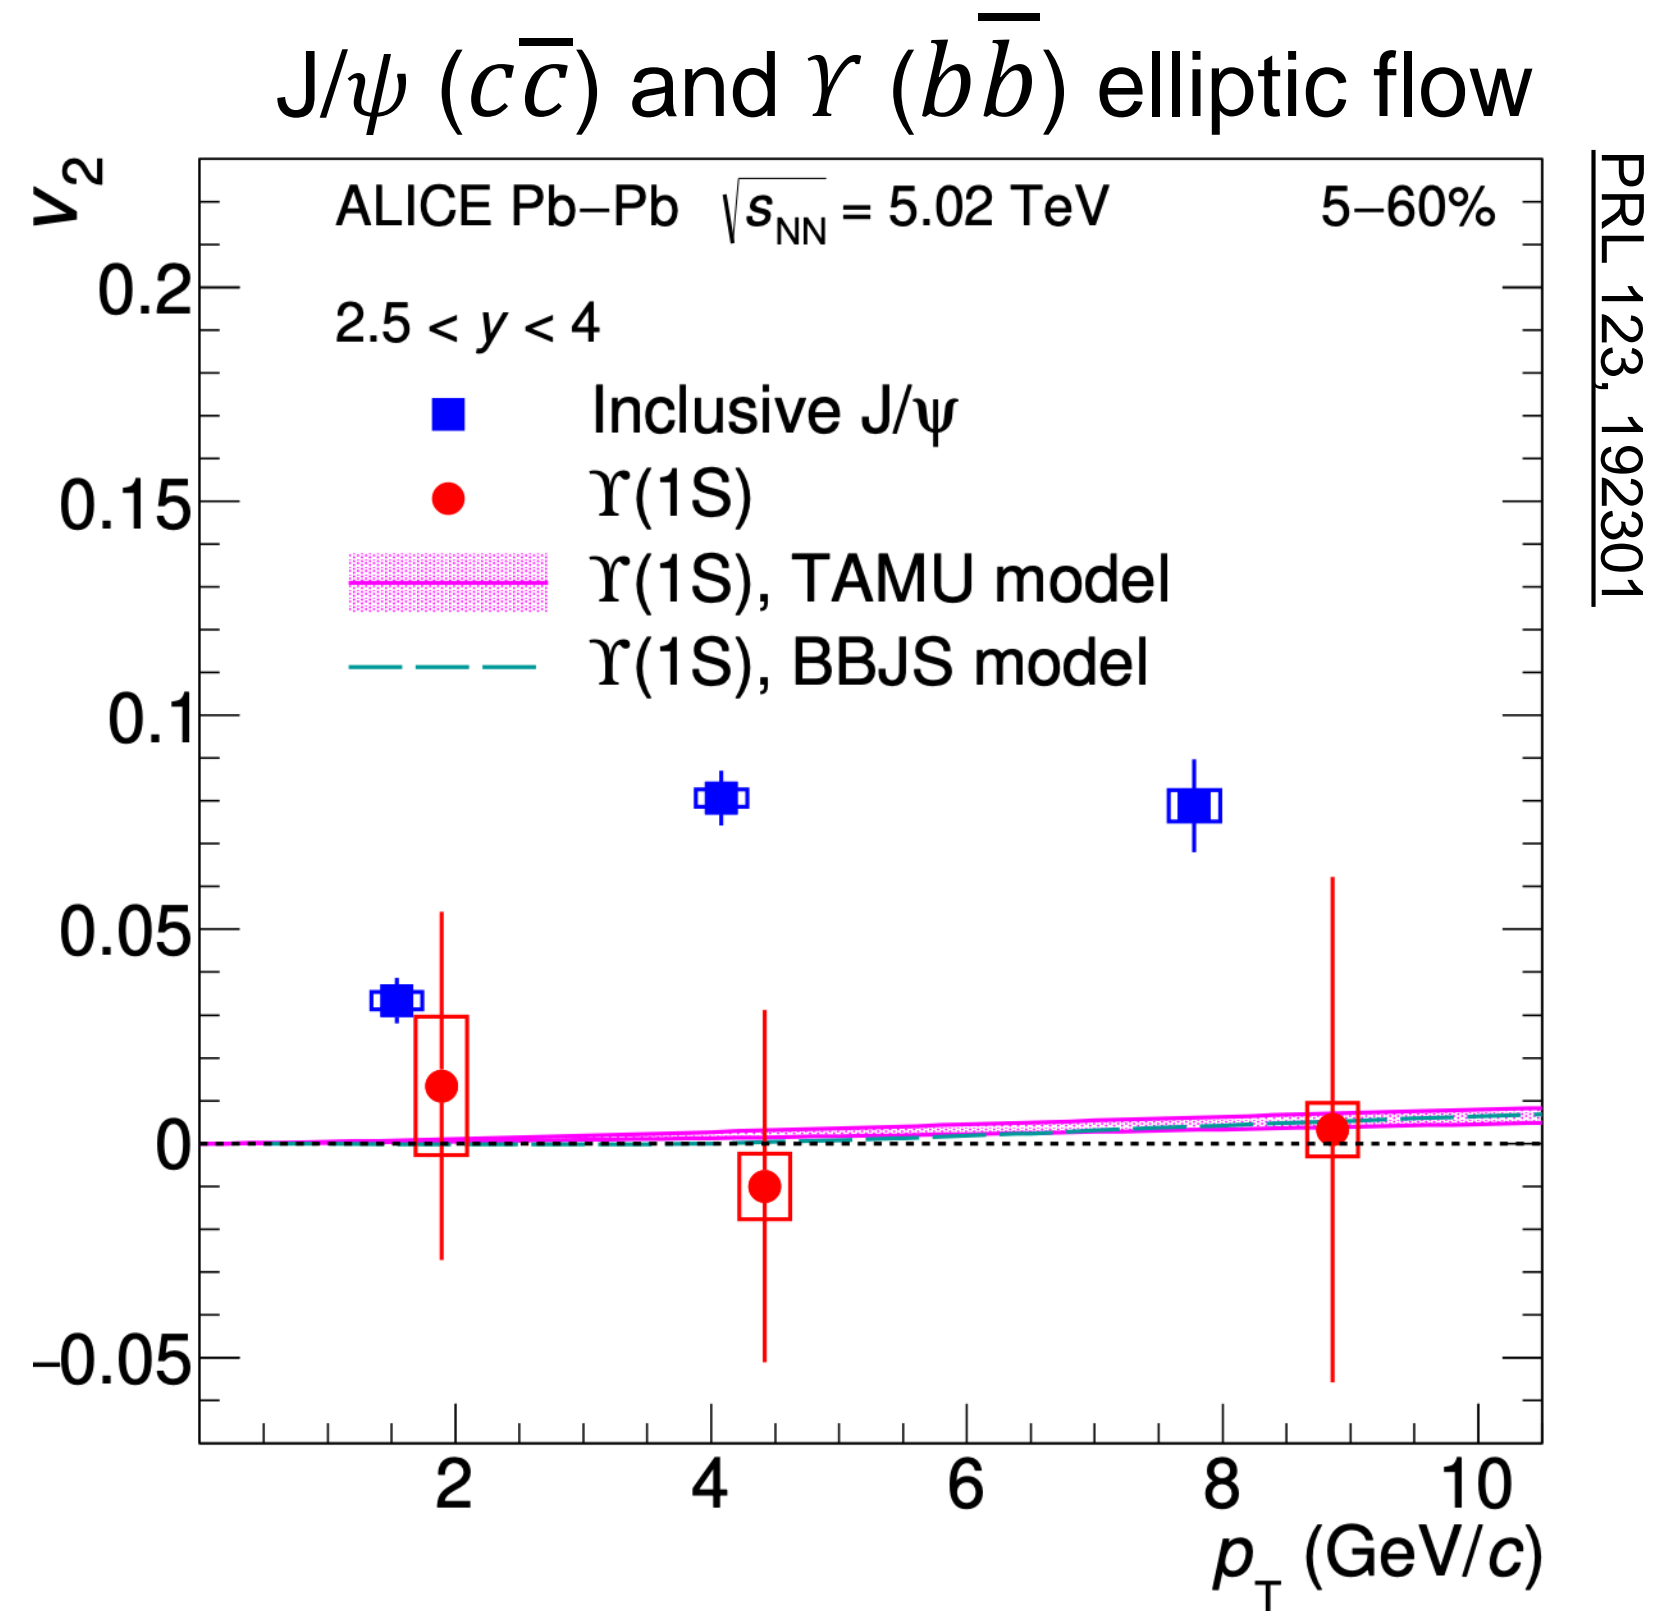 J/ψ (cc̅) and ϒ (bb̅) elliptic flow
v₂
ALICE Pb–Pb √sNN = 5.02 TeV 5–60%
2.5 < y < 4
Inclusive J/ψ
ϒ(1S)
ϒ(1S), TAMU model
ϒ(1S), BBJS model
0.2
0.15
0.1
0.05
0
−0.05
2 4 6 8 10
pT (GeV/c)
PRL 123, 192301